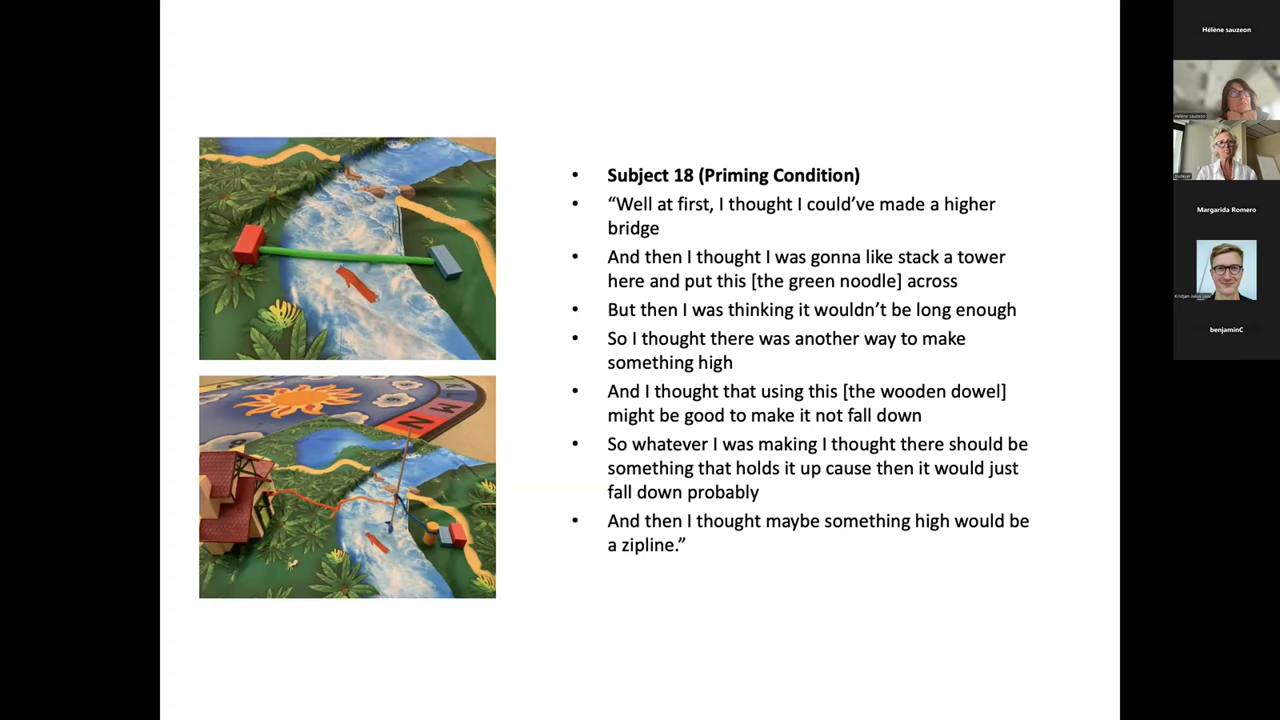 Subject 18 (Priming Condition)
“Well at first, I thought I could’ve made a higher
bridge
And then I thought I was gonna like stack a tower
here and put this [the green noodle] across
But then I was thinking it wouldn’t be long enough
So I thought there was another way to make
something high
And I thought that using this [the wooden dowel]
might be good to make it not fall down
So whatever I was making I thought there should be
something that holds it up cause then it would just
fall down probably
And then I thought maybe something high would be
a zipline.”
Hélène sauzeon
Hélène sauzeon
Margarida Romero
benjaminC